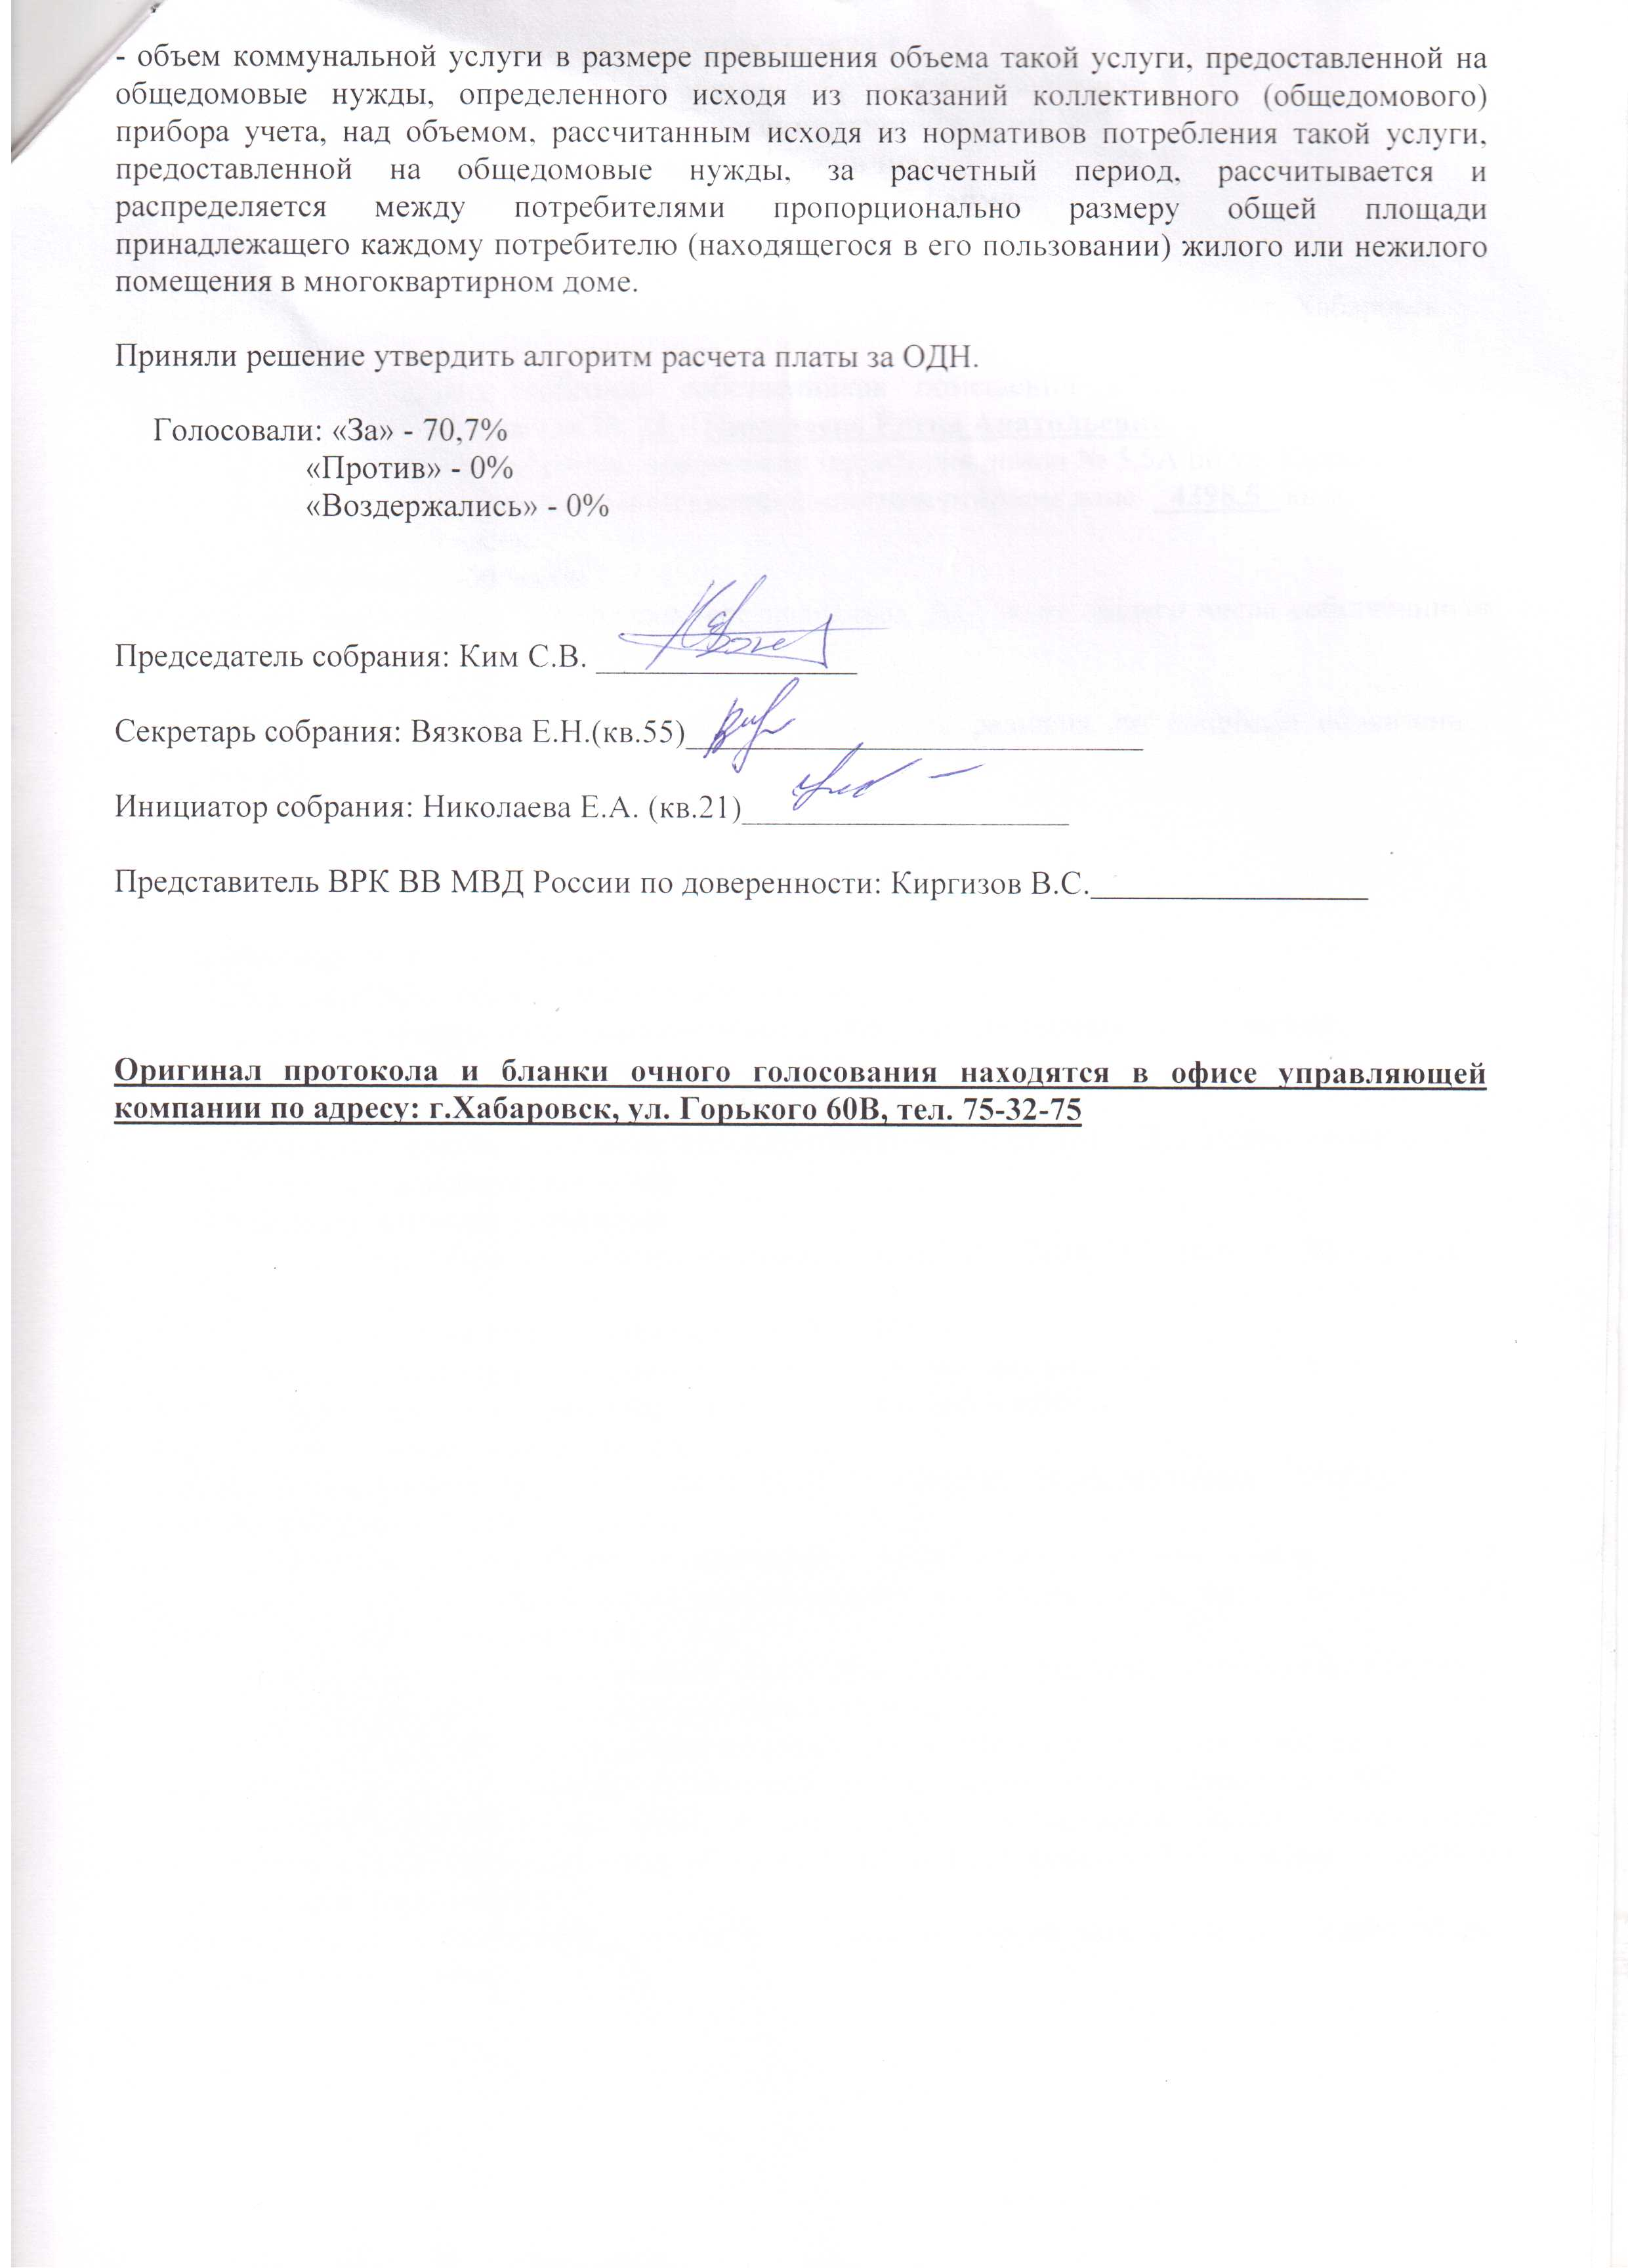 - объем коммунальной услуги в размере превышения объема такой услуги, предоставленной на
общедомовые нужды, определенного исходя из показаний коллективного (общедомового)
прибора учета, над объемом, рассчитанным исходя из нормативов потребления такой услуги,
предоставленной на общедомовые нужды, за расчетный период, рассчитывается и
распределяется между потребителями пропорционально размеру общей площади
принадлежащего каждому потребителю (находящегося в его пользовании) жилого или нежилого
помещения в многоквартирном доме.
Приняли решение утвердить алгоритм расчета платы за ОДН.
Голосовали: «За» - 70,7%
«Против» - 0%
«Воздержались» - 0%
Председатель собрания: Ким С.В. ________________
Секретарь собрания: Вязкова Е.Н.(кв.55)____________________________
Инициатор собрания: Николаева Е.А. (кв.21)____________________
Представитель ВРК ВВ МВД России по доверенности: Киргизов В.С._________________
Оригинал протокола и бланки очного голосования находятся в офисе управляющей
компании по адресу: г.Хабаровск, ул. Горького 60В, тел. 75-32-75